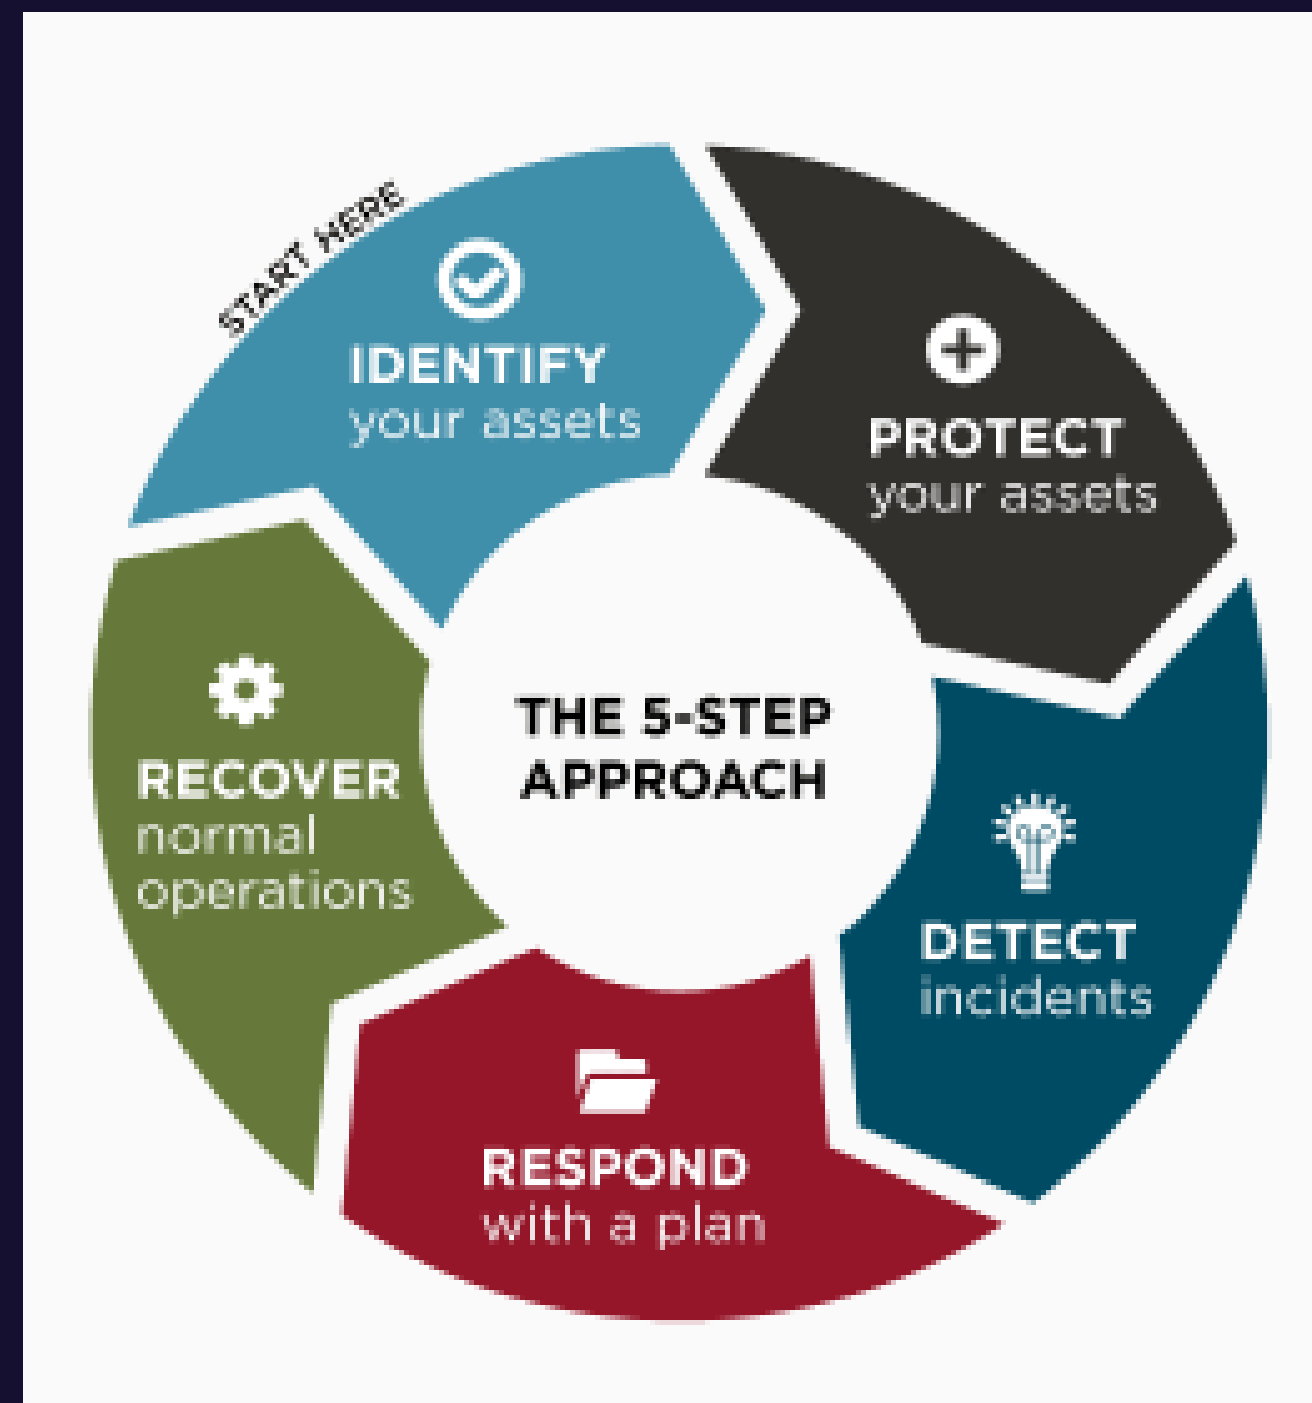 START HERE
IDENTIFY
your assets
PROTECT
your assets
DETECT
incidents
RESPOND
with a plan
RECOVER
normal
operations
THE 5-STEP
APPROACH